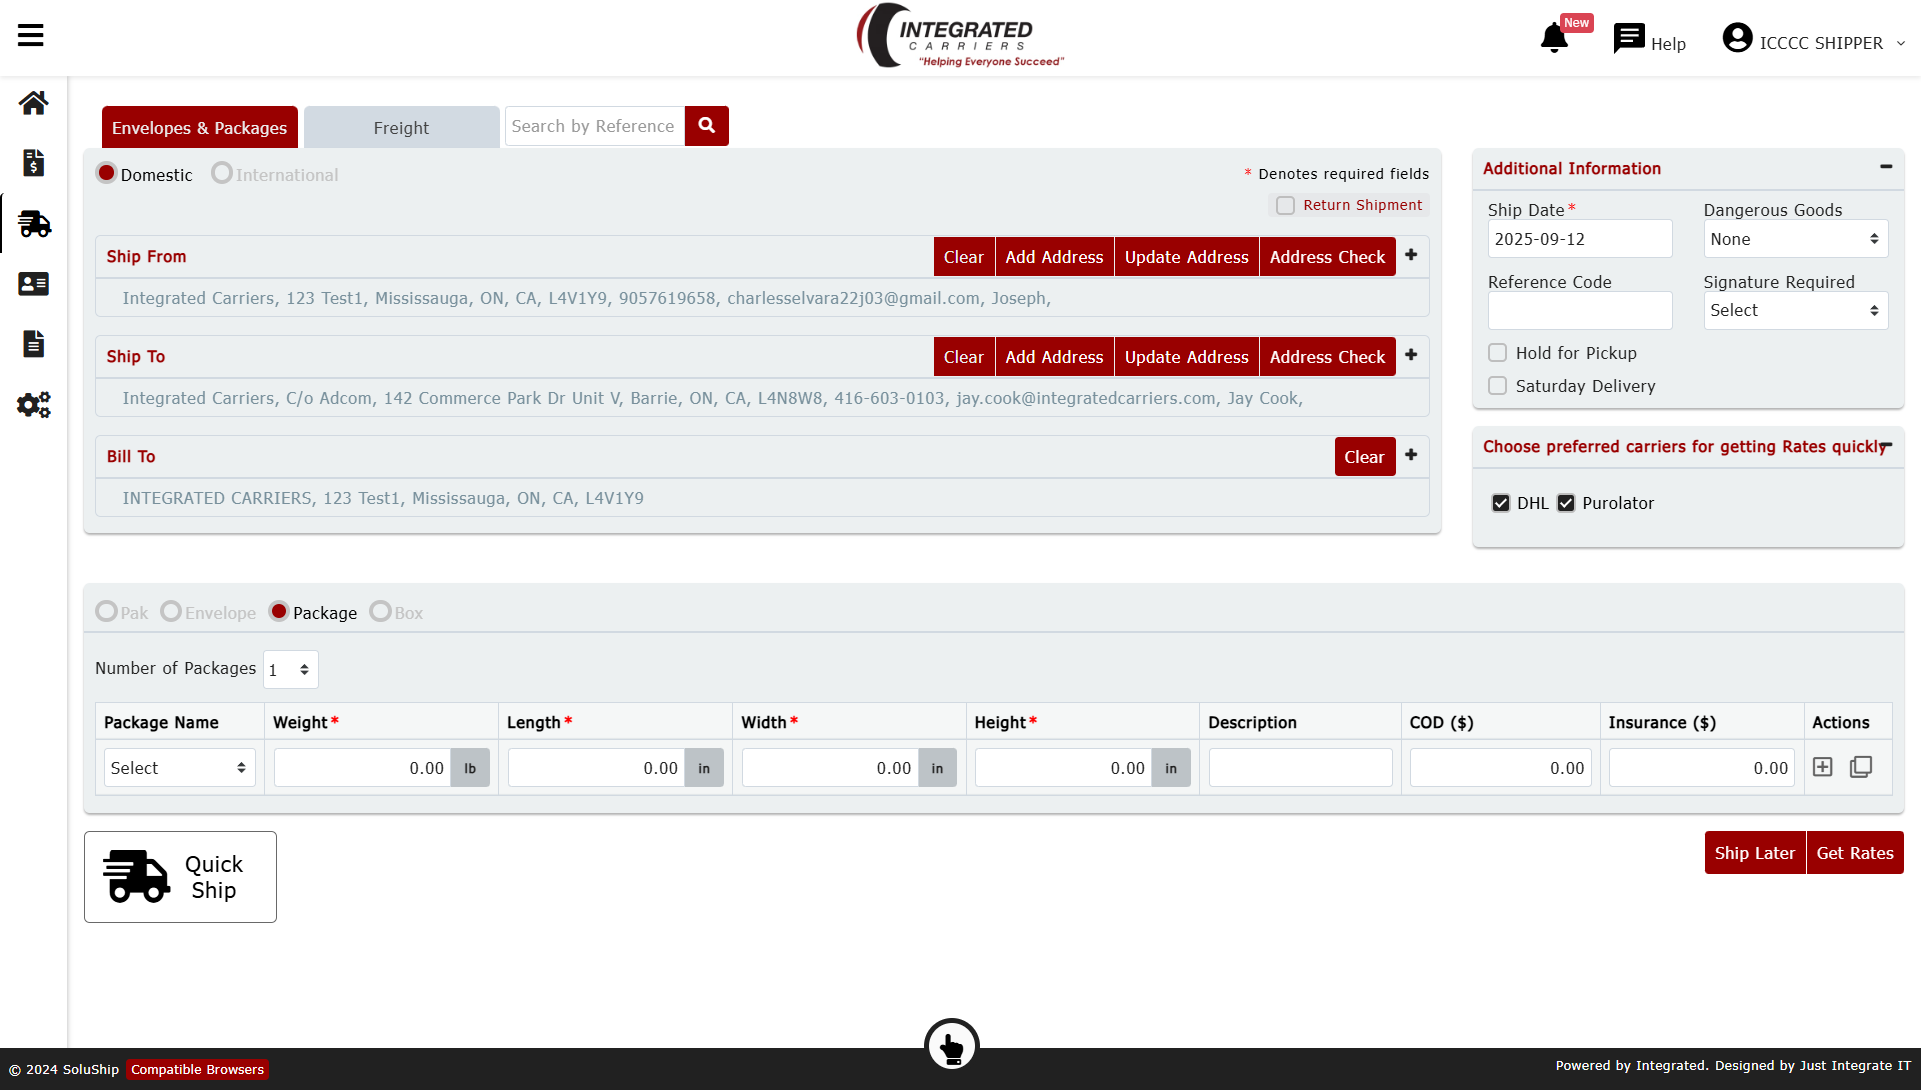 INTEGRATED
CARRIERS
"Helping Everyone Succeed"
New
Help
ICCCC SHIPPER
Envelopes & Packages
Freight
Search by Reference
Domestic
International
* Denotes required fields
Return Shipment
Ship From
Clear
Add Address
Update Address
Address Check
Integrated Carriers, 123 Test1, Mississauga, ON, CA, L4V1Y9, 9057619658, charlesselvara22j03@gmail.com, Joseph,
Ship To
Clear
Add Address
Update Address
Address Check
Integrated Carriers, C/o Adcom, 142 Commerce Park Dr Unit V, Barrie, ON, CA, L4N8W8, 416-603-0103, jay.cook@integratedcarriers.com, Jay Cook,
Bill To
Clear
INTEGRATED CARRIERS, 123 Test1, Mississauga, ON, CA, L4V1Y9
Additional Information
Ship Date*
Dangerous Goods
2025-09-12
None
Reference Code
Signature Required
Select
Hold for Pickup
Saturday Delivery
Choose preferred carriers for getting Rates quickly
DHL
Purolator
Pak
Envelope
Package
Box
Number of Packages
1
Package Name
Weight*
Length*
Width*
Height*
Description
COD ($)
Insurance ($)
Actions
Select
0.00 lb
0.00 in
0.00 in
0.00 in
0.00
0.00
Quick
Ship
Ship Later
Get Rates
© 2024 SoluShip
Compatible Browsers
Powered by Integrated. Designed by Just Integrate IT